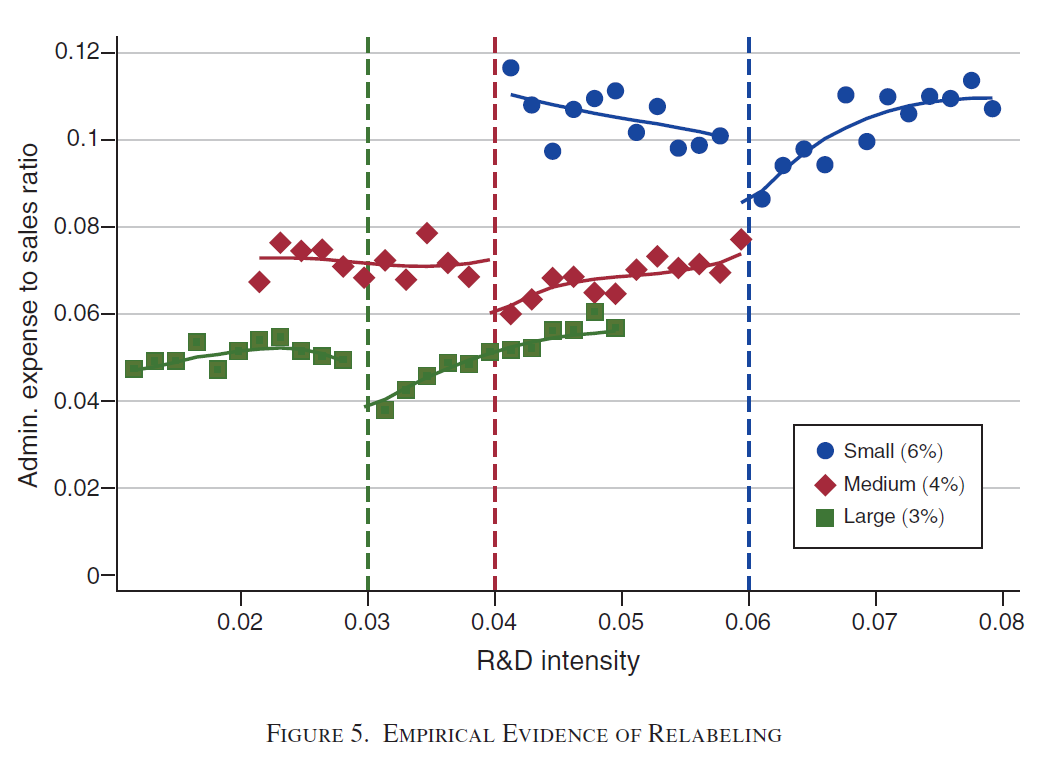 Admin. expense to sales ratio
0.12
0.1
0.08
0.06
0.04
0.02
0
Small (6%)
Medium (4%)
Large (3%)
0.02 0.03 0.04 0.05 0.06 0.07 0.08
R&D intensity
FIGURE 5. EMPIRICAL EVIDENCE OF RELABELING